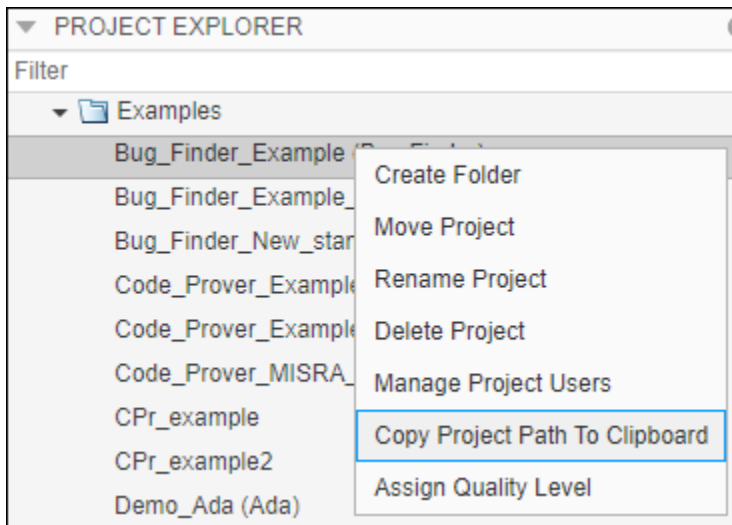 PROJECT EXPLORER
Filter
Examples
Bug_Finder_Example
Bug_Finder_Example_
Bug_Finder_New_star
Code_Prover_Example
Code_Prover_Example
Code_Prover_MISRA_
CPr_example
CPr_example2
Demo_Ada (Ada)
Create Folder
Move Project
Rename Project
Delete Project
Manage Project Users
Copy Project Path To Clipboard
Assign Quality Level